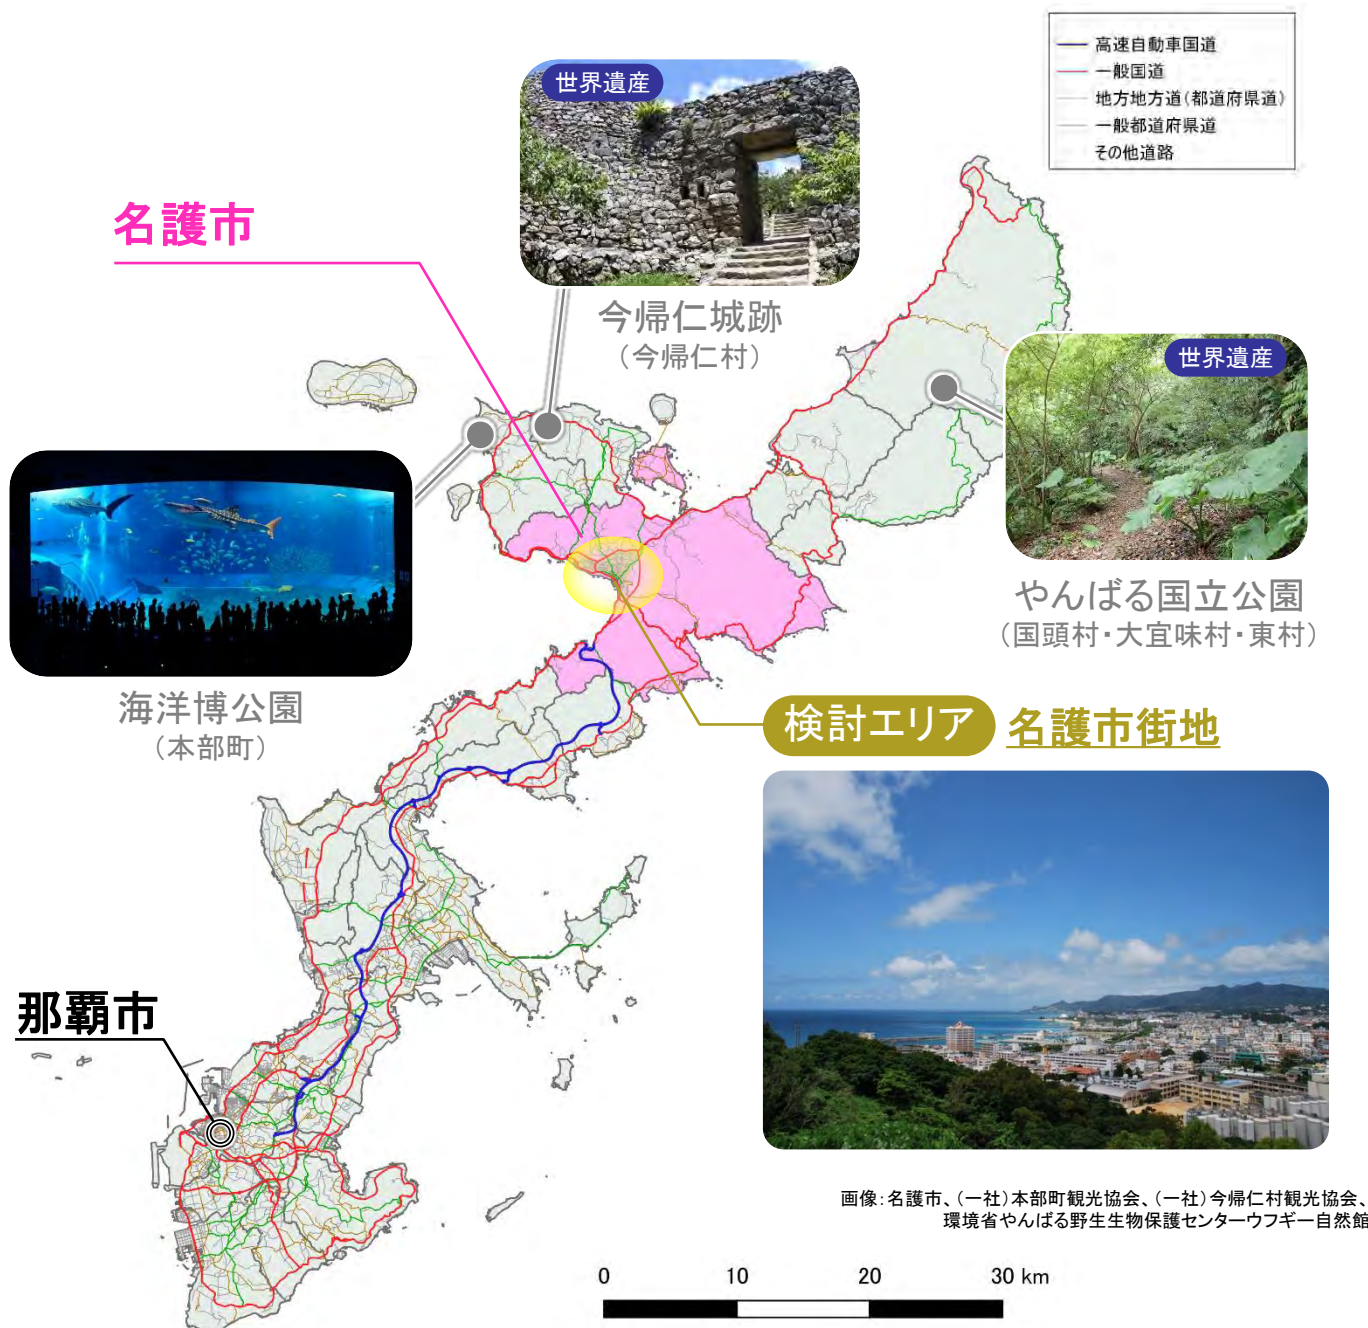 高速自動車国道
一般国道
地方地方道(都道府県道)
一般都道府県道
その他道路
世界遺産
名護市
今帰仁城跡
（今帰仁村）
世界遺産
やんばる国立公園
（国頭村・大宜味村・東村）
海洋博公園
（本部町）
検討エリア 名護市街地
那覇市
画像：名護市、（一社）本部町観光協会、（一社）今帰仁村観光協会、
環境省やんばる野生生物保護センターウフギー自然館
0 10 20 30 km